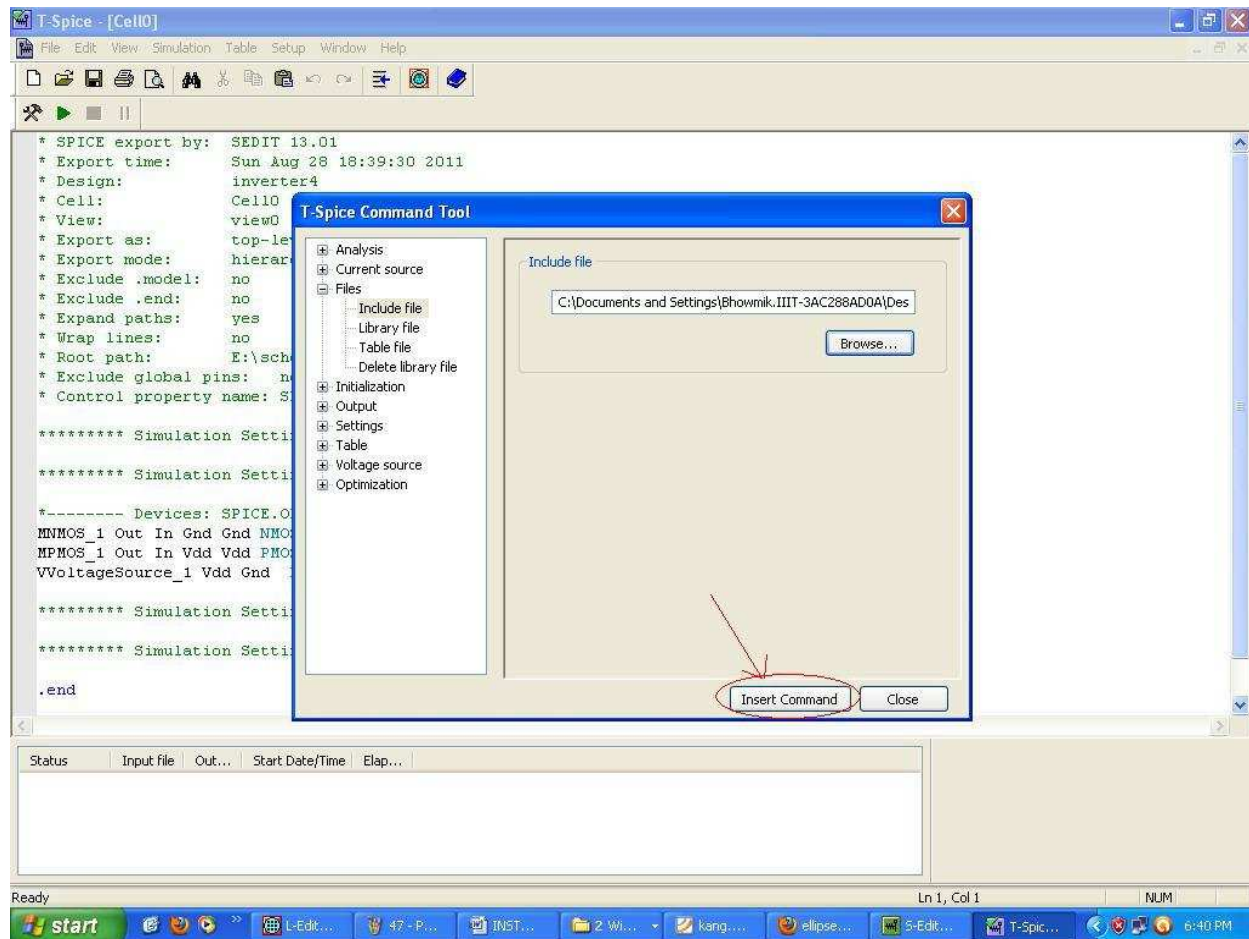 T-Spice - [Cell0]
File Edit View Simulation Table Setup Window Help
* SPICE export by: SEDIT 13.01
* Export time: Sun Aug 28 18:39:30 2011
* Design: inverter4
* Cell: Cell0
* View: view0
* Export as: top-le
* Export mode: hierar
* Exclude .model: no
* Exclude .end: no
* Expand paths: yes
* Wrap lines: no
* Root path: E:\sch
* Exclude global pins: n
* Control property name: S
********* Simulation Setti
********* Simulation Setti
*-------- Devices: SPICE.O
MNMOS_1 Out In Gnd Gnd NMO
MPMOS_1 Out In Vdd Vdd PMO
VVoltageSource_1 Vdd Gnd
********* Simulation Setti
********* Simulation Setti
.end
T-Spice Command Tool
Analysis
Current source
Files
Include file
Library file
Table file
Delete library file
Initialization
Output
Settings
Table
Voltage source
Optimization
Include file
C:\Documents and Settings\Bhowmik.IIIT-3AC288AD0A\Des
Browse...
Insert Command Close
Status Input file Out... Start Date/Time Elap...
Ready Ln 1, Col 1 NUM
start L-Edit... 47 - P... INST... 2 Wi... kang.... ellipse... S-Edit... T-Spic... 6:40 PM